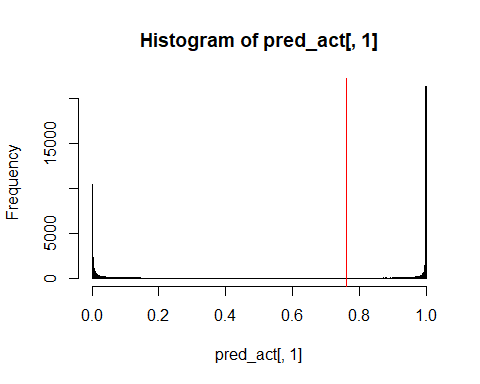 Histogram of pred_act[, 1]
Frequency
15000
5000
0
0.0 0.2 0.4 0.6 0.8 1.0
pred_act[, 1]